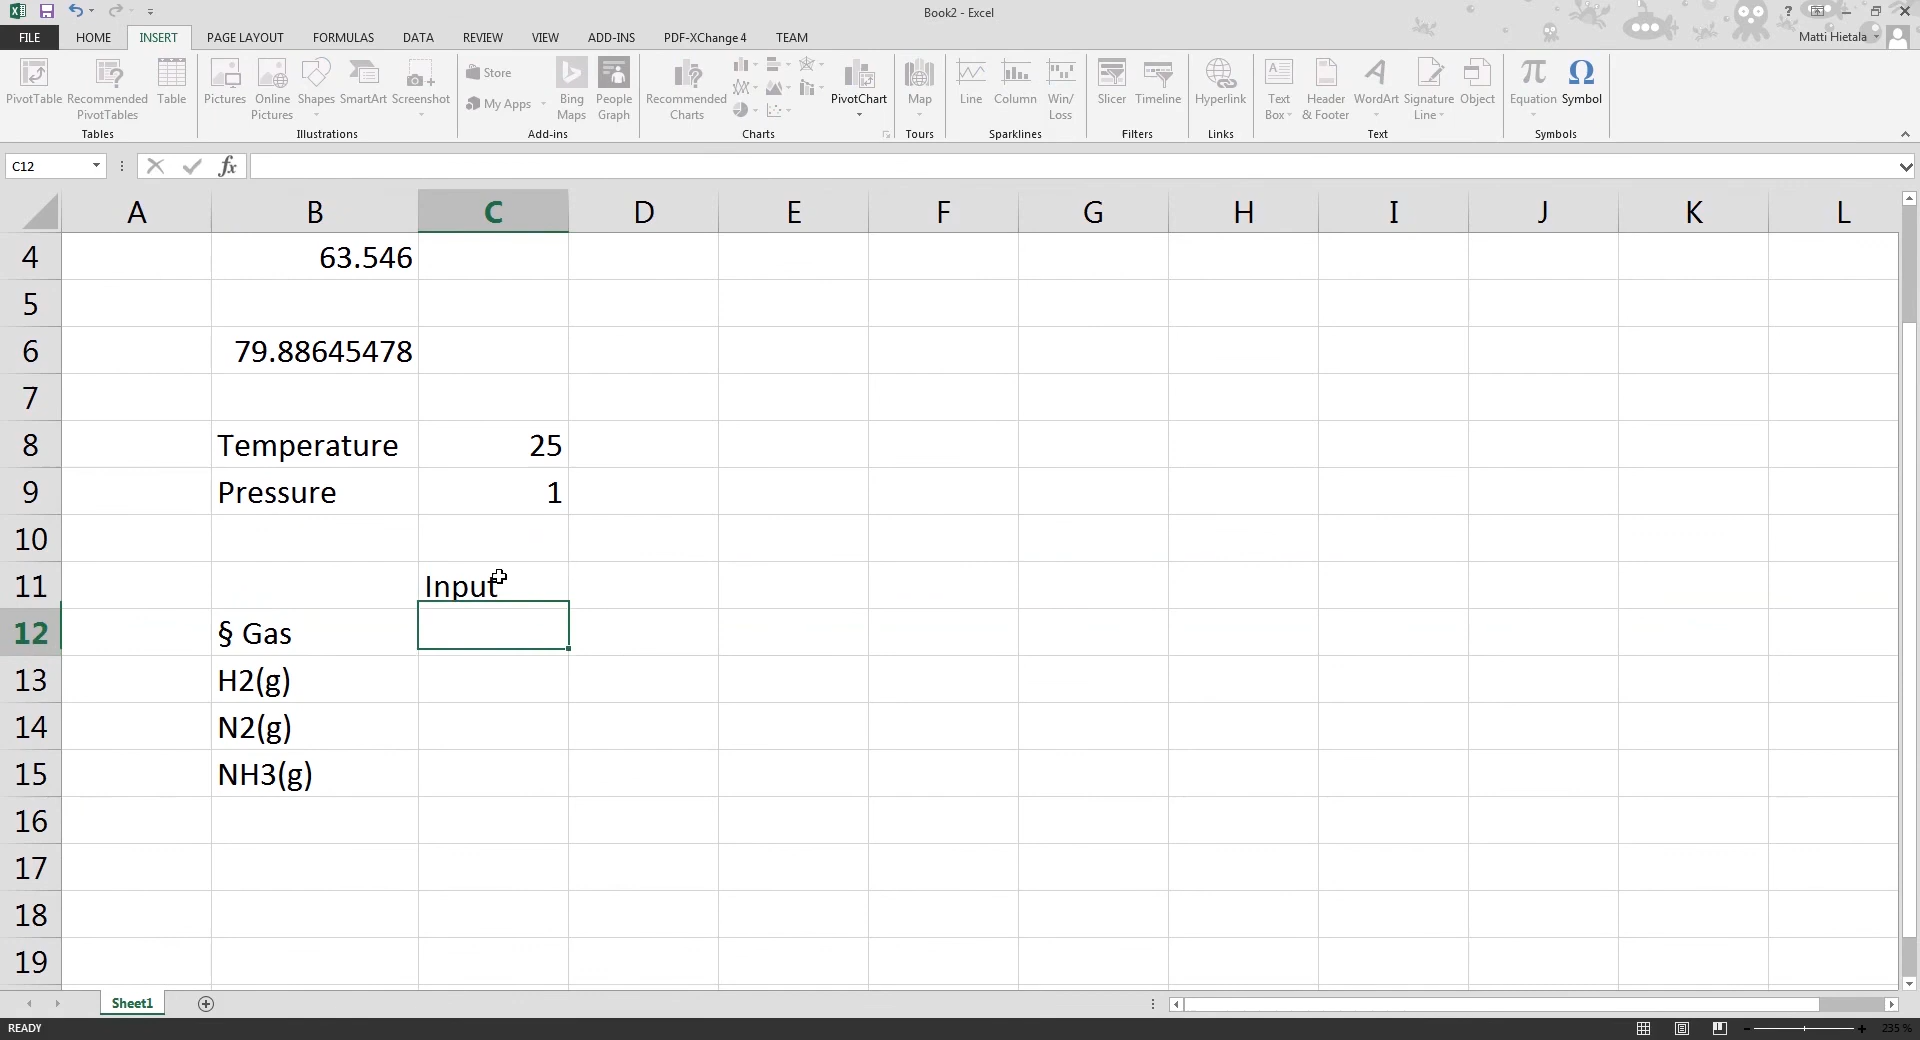 Book2 - Excel
?
FILE HOME INSERT PAGE LAYOUT FORMULAS DATA REVIEW VIEW ADD-INS PDF-XChange 4 TEAM
Matti Hietala
PivotTable Recommended PivotTables Table
Pictures Online Pictures Shapes SmartArt Screenshot
Store
My Apps
Bing Maps People Graph
Recommended Charts PivotChart
Map
Line Column Win/ Loss
Slicer Timeline
Hyperlink
Text Box Header & Footer WordArt Signature Line Object
Equation Symbol
Tables Illustrations Add-ins Charts Tours Sparklines Filters Links Text Symbols
C12 fx
A B C D E F G H I J K L
4 63.546
5
6 79.88645478
7
8 Temperature 25
9 Pressure 1
10
11 Input
12 § Gas
13 H2(g)
14 N2(g)
15 NH3(g)
16
17
18
19
Sheet1
READY
235 %